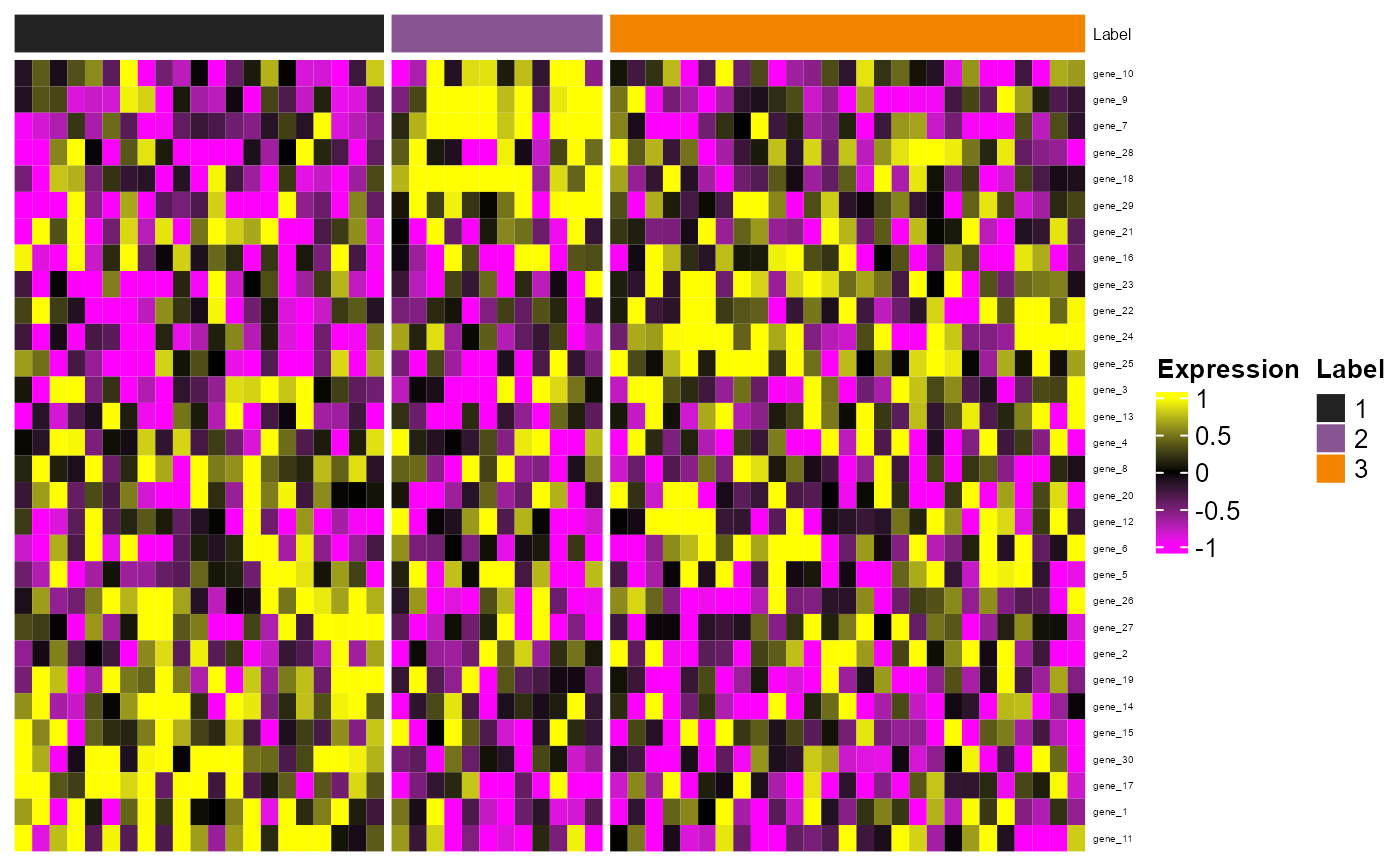 Label
gene_10
gene_9
gene_7
gene_28
gene_18
gene_29
gene_21
gene_16
gene_23
gene_22
gene_24
gene_25
gene_3
gene_13
gene_4
gene_8
gene_20
gene_12
gene_6
gene_5
gene_26
gene_27
gene_2
gene_19
gene_14
gene_15
gene_30
gene_17
gene_1
gene_11
Expression
1
0.5
0
-0.5
-1
Label
1
2
3